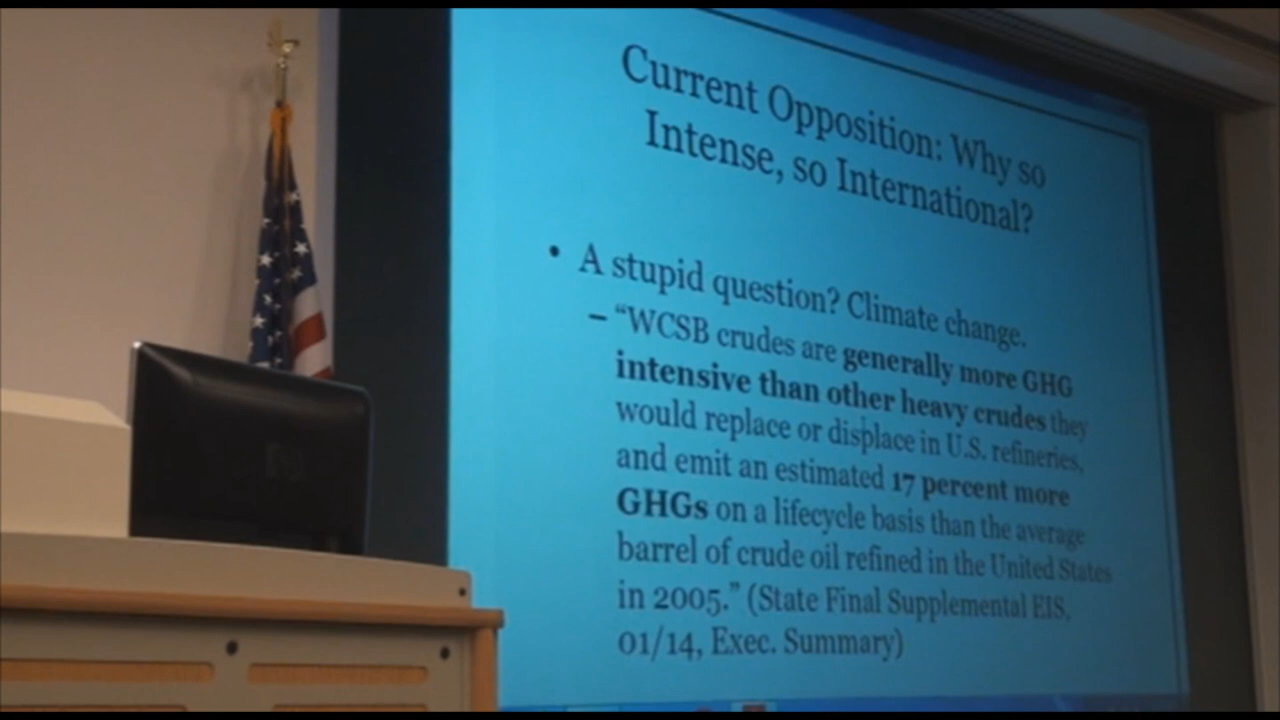 Current Opposition: Why so
Intense, so International?
• A stupid question? Climate change.
– “WCSB crudes are generally more GHG
intensive than other heavy crudes they
would replace or displace in U.S. refineries,
and emit an estimated 17 percent more
GHGs on a lifecycle basis than the average
barrel of crude oil refined in the United States
in 2005.” (State Final Supplemental EIS,
01/14, Exec. Summary)